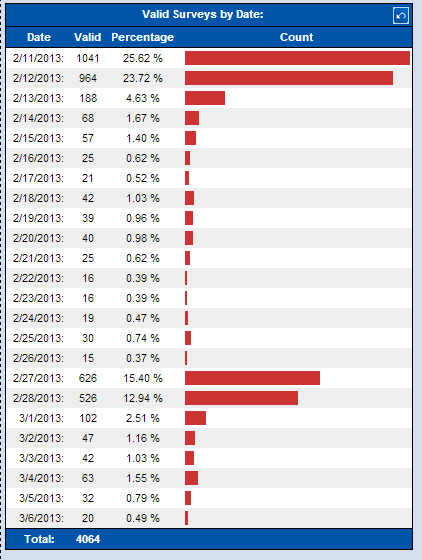 Valid Surveys by Date:
Date Valid Percentage Count
2/11/2013: 1041 25.62 %
2/12/2013: 964 23.72 %
2/13/2013: 188 4.63 %
2/14/2013: 68 1.67 %
2/15/2013: 57 1.40 %
2/16/2013: 25 0.62 %
2/17/2013: 21 0.52 %
2/18/2013: 42 1.03 %
2/19/2013: 39 0.96 %
2/20/2013: 40 0.98 %
2/21/2013: 25 0.62 %
2/22/2013: 16 0.39 %
2/23/2013: 16 0.39 %
2/24/2013: 19 0.47 %
2/25/2013: 30 0.74 %
2/26/2013: 15 0.37 %
2/27/2013: 626 15.40 %
2/28/2013: 526 12.94 %
3/1/2013: 102 2.51 %
3/2/2013: 47 1.16 %
3/3/2013: 42 1.03 %
3/4/2013: 63 1.55 %
3/5/2013: 32 0.79 %
3/6/2013: 20 0.49 %
Total: 4064